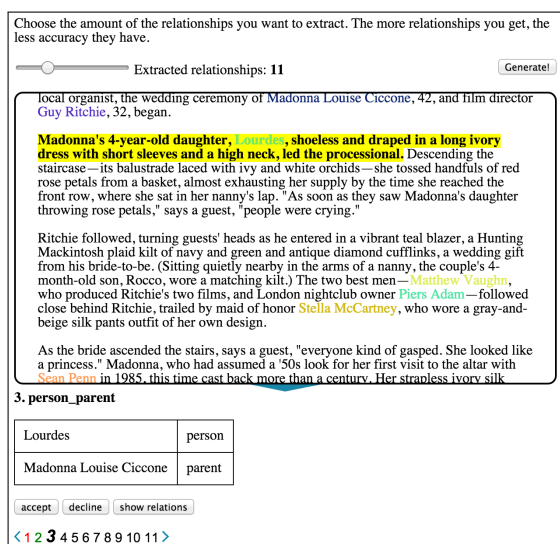 Choose the amount of the relationships you want to extract. The more relationships you get, the
less accuracy they have.
Extracted relationships: 11
Generate!
local organist, the wedding ceremony of Madonna Louise Ciccone, 42, and film director
Guy Ritchie, 32, began.
Madonna's 4-year-old daughter, Lourdes, shoeless and draped in a long ivory
dress with short sleeves and a high neck, led the processional. Descending the
staircase—its balustrade laced with ivy and white orchids—she tossed handfuls of red
rose petals from a basket, almost exhausting her supply by the time she reached the
front row, where she sat in her nanny's lap. "As soon as they saw Madonna's daughter
throwing rose petals," says a guest, "people were crying."
Ritchie followed, turning guests' heads as he entered in a vibrant teal blazer, a Hunting
Mackintosh plaid kilt of navy and green and antique diamond cufflinks, a wedding gift
from his bride-to-be. (Sitting quietly nearby in the arms of a nanny, the couple's 4-
month-old son, Rocco, wore a matching kilt.) The two best men—Matthew Vaughn,
who produced Ritchie's two films, and London nightclub owner Piers Adam—followed
close behind Ritchie, trailed by maid of honor Stella McCartney, who wore a gray-and-
beige silk pants outfit of her own design.
As the bride ascended the stairs, says a guest, "everyone kind of gasped. She looked like
a princess." Madonna, who had assumed a '50s look for her first visit to the altar with
Sean Penn in 1985, this time cast back more than a century. Her strapless ivory silk
3. person_parent
Lourdes person
Madonna Louise Ciccone parent
accept decline show relations
< 1 2 3 4 5 6 7 8 9 10 11 >